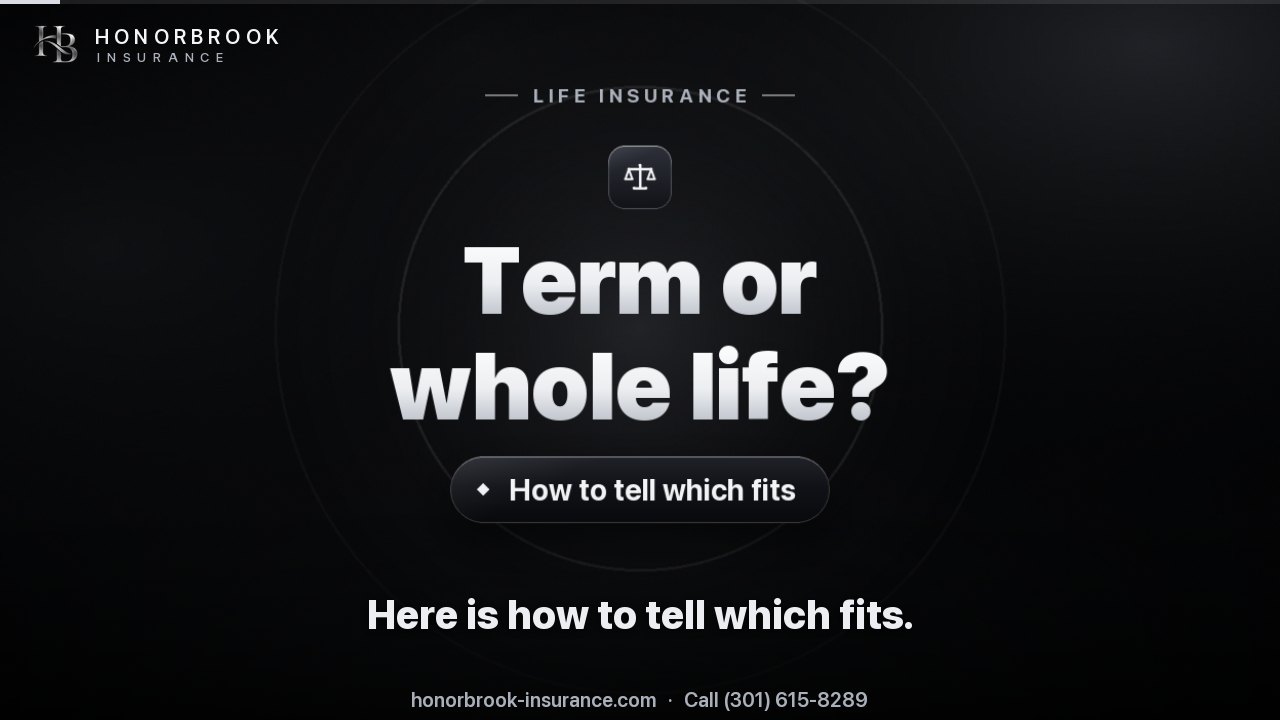 HONORBROOK
INSURANCE
LIFE INSURANCE
Term or
whole life?
How to tell which fits
Here is how to tell which fits.
honorbrook-insurance.com · Call (301) 615-8289